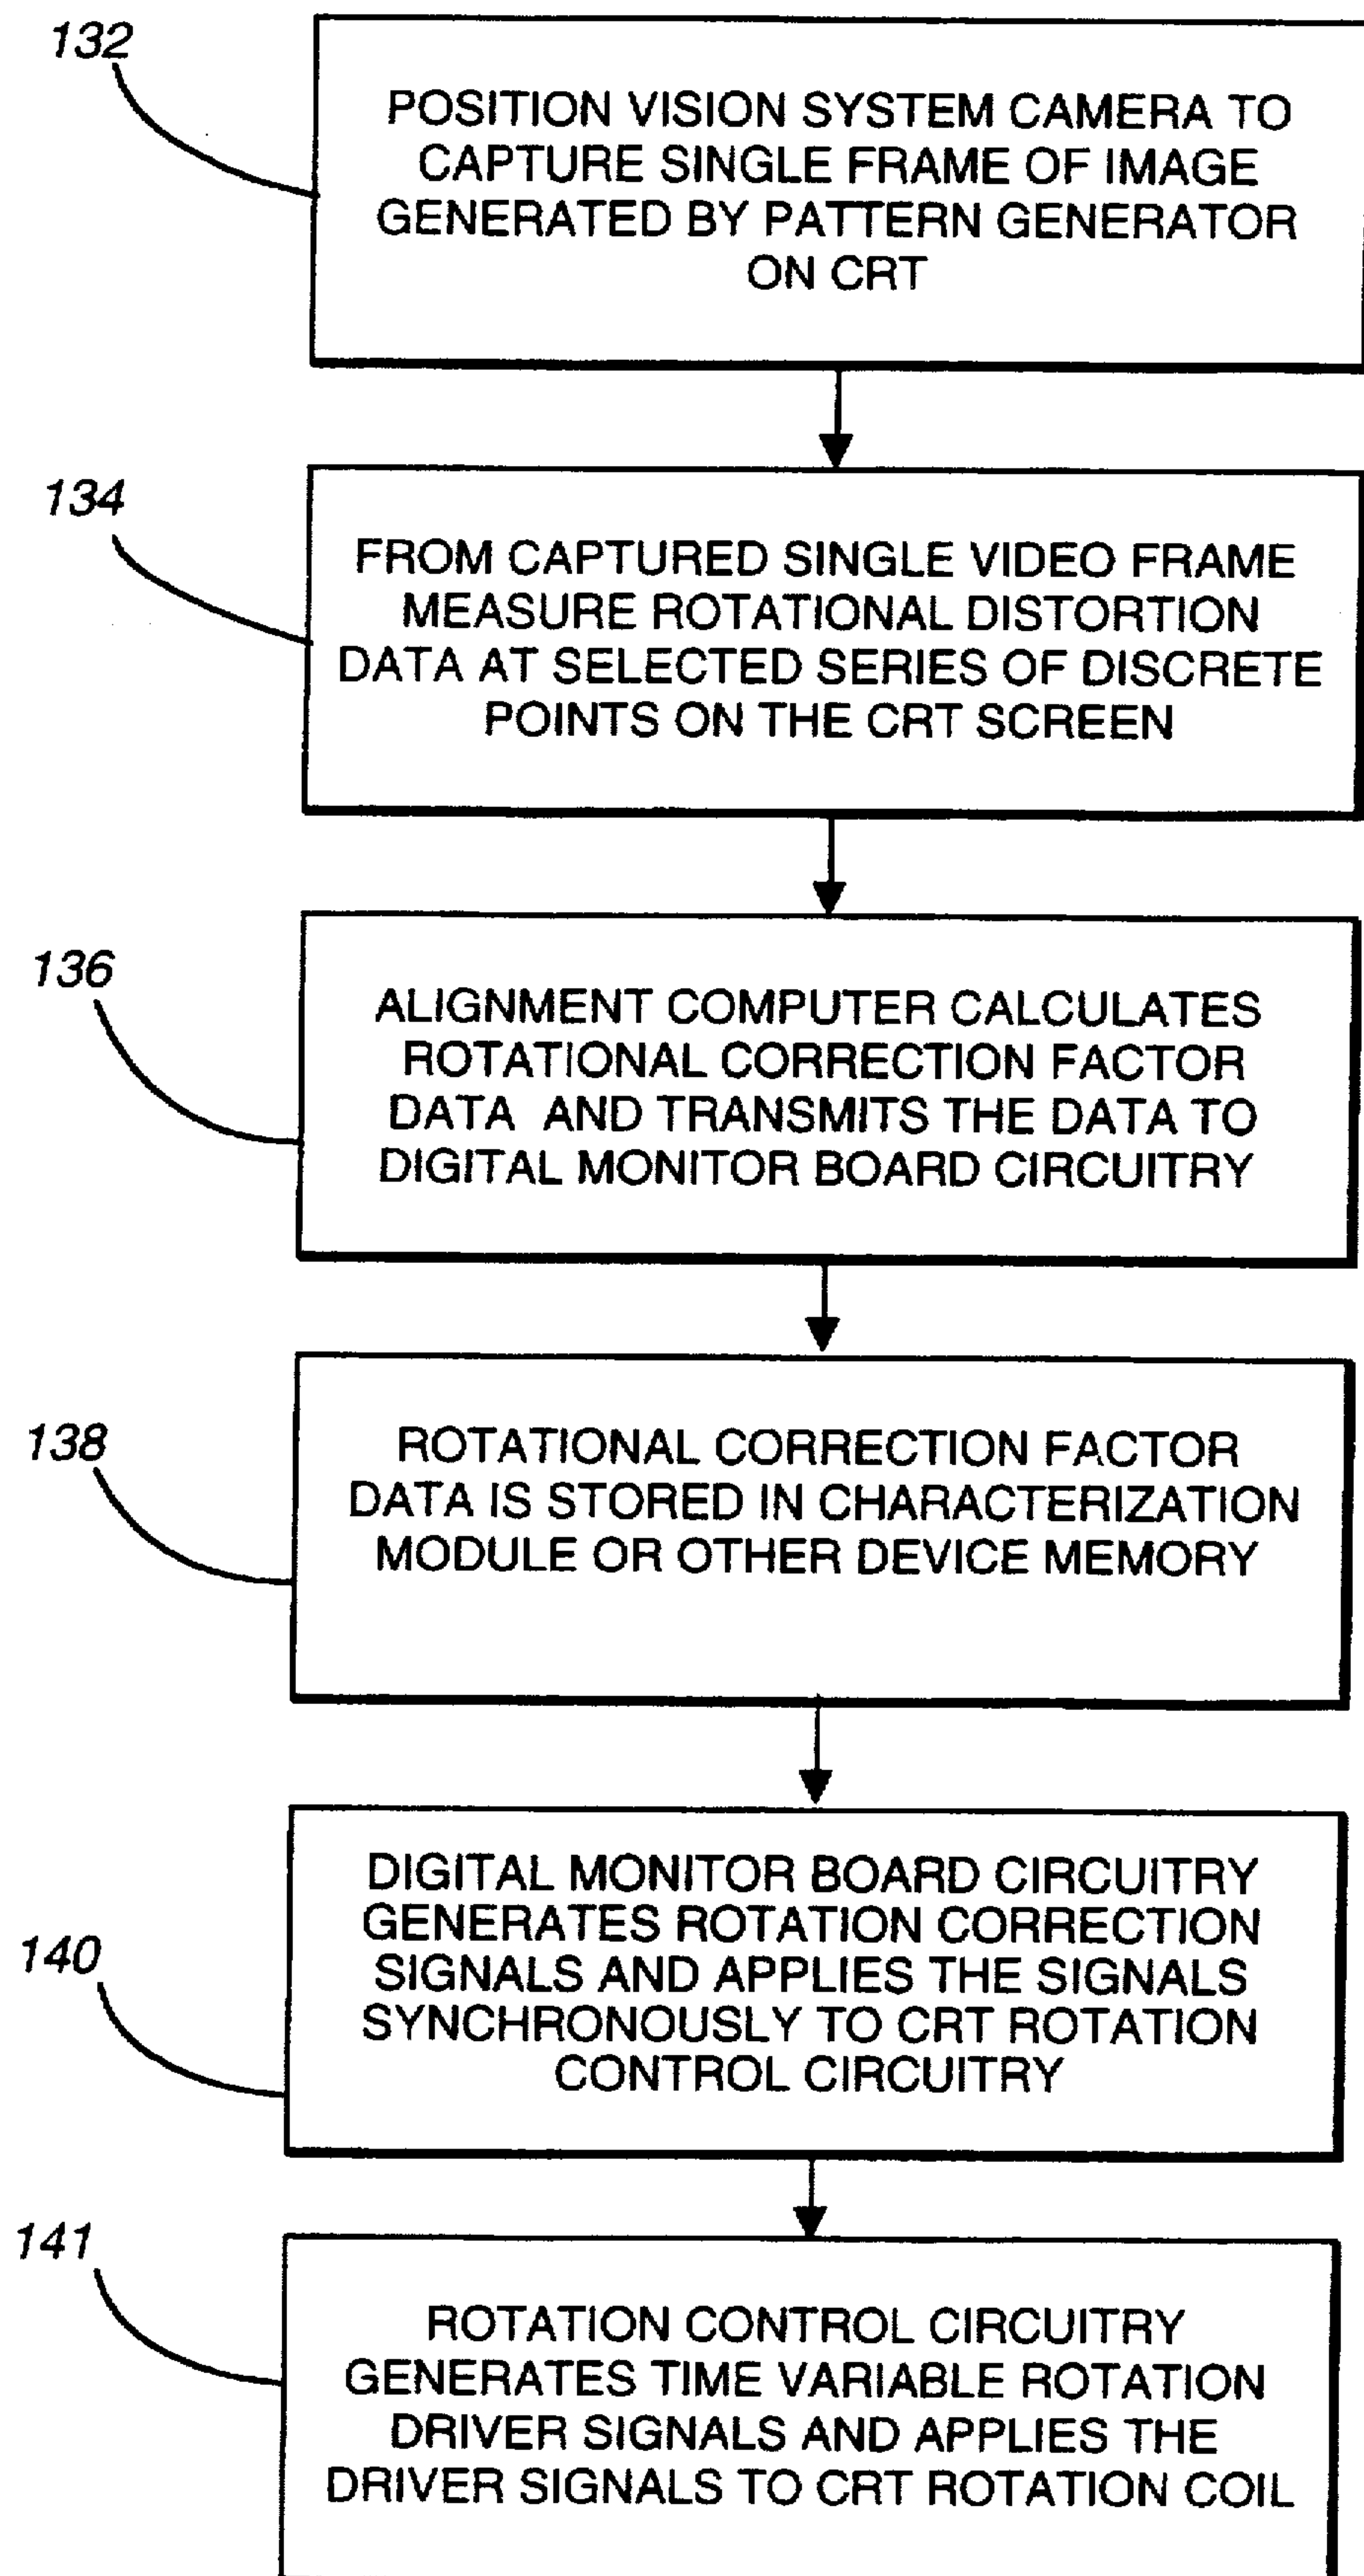 132
POSITION VISION SYSTEM CAMERA TO
CAPTURE SINGLE FRAME OF IMAGE
GENERATED BY PATTERN GENERATOR
ON CRT
134
FROM CAPTURED SINGLE VIDEO FRAME
MEASURE ROTATIONAL DISTORTION
DATA AT SELECTED SERIES OF DISCRETE
POINTS ON THE CRT SCREEN
136
ALIGNMENT COMPUTER CALCULATES
ROTATIONAL CORRECTION FACTOR
DATA AND TRANSMITS THE DATA TO
DIGITAL MONITOR BOARD CIRCUITRY
138
ROTATIONAL CORRECTION FACTOR
DATA IS STORED IN CHARACTERIZATION
MODULE OR OTHER DEVICE MEMORY
140
DIGITAL MONITOR BOARD CIRCUITRY
GENERATES ROTATION CORRECTION
SIGNALS AND APPLIES THE SIGNALS
SYNCHRONOUSLY TO CRT ROTATION
CONTROL CIRCUITRY
141
ROTATION CONTROL CIRCUITRY
GENERATES TIME VARIABLE ROTATION
DRIVER SIGNALS AND APPLIES THE
DRIVER SIGNALS TO CRT ROTATION COIL